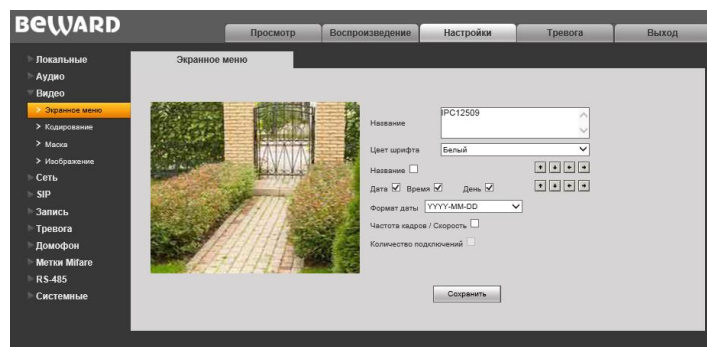 BEWARD
Просмотр Воспроизведение Настройки Тревога Выход
Локальные
Аудио
Видео
> Экранное меню
> Кодирование
> Маска
> Изображение
Сеть
SIP
Запись
Тревога
Домофон
Метки Mifare
RS-485
Системные
Экранное меню
Название IPC12509
Цвет шрифта Белый
Название
Дата Время День
Формат даты YYYY-MM-DD
Частота кадров / Скорость
Количество подключений
Сохранить